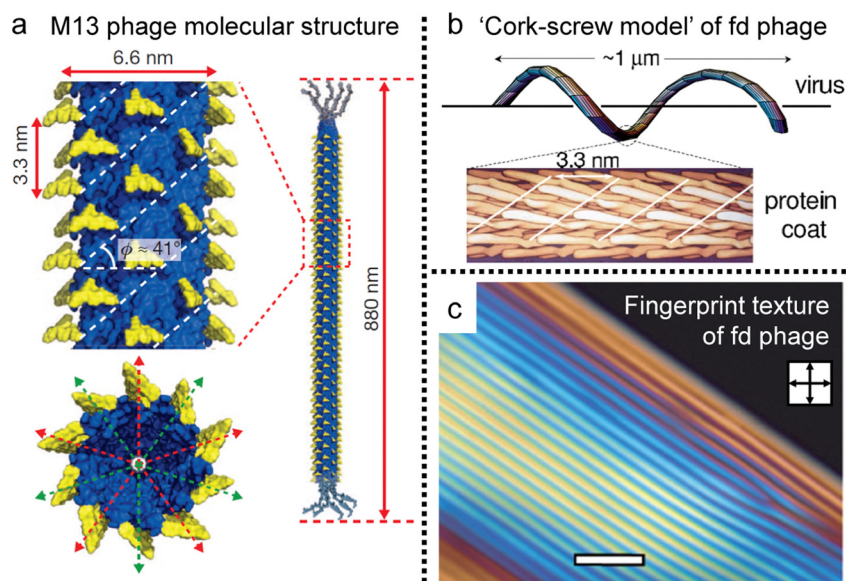 a M13 phage molecular structure
6.6 nm
3.3 nm
ϕ ≈ 41°
880 nm
b ‘Cork-screw model’ of fd phage
~1 μm
virus
3.3 nm
protein
coat
c Fingerprint texture
of fd phage